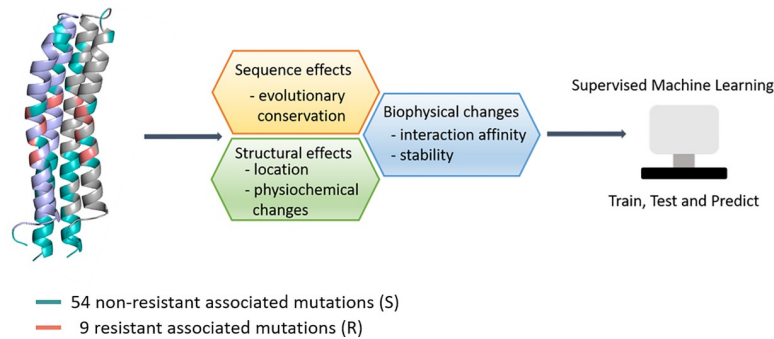 Sequence effects
- evolutionary
conservation
Structural effects
- location
- physiochemical
changes
Biophysical changes
- interaction affinity
- stability
Supervised Machine Learning
Train, Test and Predict
54 non-resistant associated mutations (S)
9 resistant associated mutations (R)